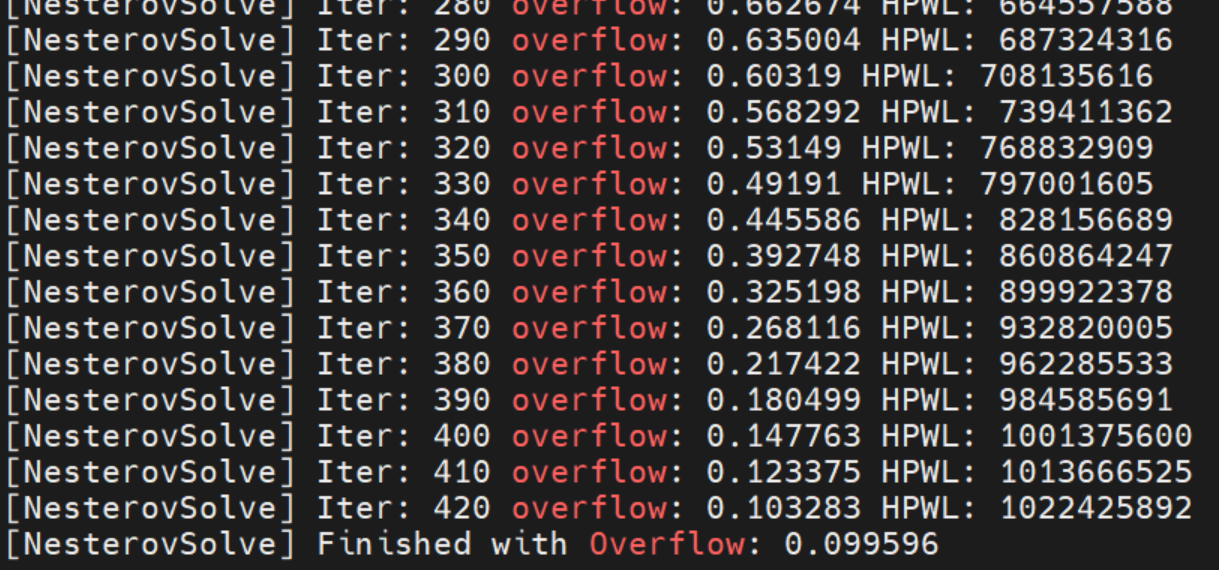 [NesterovSolve] Iter: 280 overflow: 0.662674 HPWL: 664557588
[NesterovSolve] Iter: 290 overflow: 0.635004 HPWL: 687324316
[NesterovSolve] Iter: 300 overflow: 0.60319 HPWL: 708135616
[NesterovSolve] Iter: 310 overflow: 0.568292 HPWL: 739411362
[NesterovSolve] Iter: 320 overflow: 0.53149 HPWL: 768832909
[NesterovSolve] Iter: 330 overflow: 0.49191 HPWL: 797001605
[NesterovSolve] Iter: 340 overflow: 0.445586 HPWL: 828156689
[NesterovSolve] Iter: 350 overflow: 0.392748 HPWL: 860864247
[NesterovSolve] Iter: 360 overflow: 0.325198 HPWL: 899922378
[NesterovSolve] Iter: 370 overflow: 0.268116 HPWL: 932820005
[NesterovSolve] Iter: 380 overflow: 0.217422 HPWL: 962285533
[NesterovSolve] Iter: 390 overflow: 0.180499 HPWL: 984585691
[NesterovSolve] Iter: 400 overflow: 0.147763 HPWL: 1001375600
[NesterovSolve] Iter: 410 overflow: 0.123375 HPWL: 1013666525
[NesterovSolve] Iter: 420 overflow: 0.103283 HPWL: 1022425892
[NesterovSolve] Finished with Overflow: 0.099596